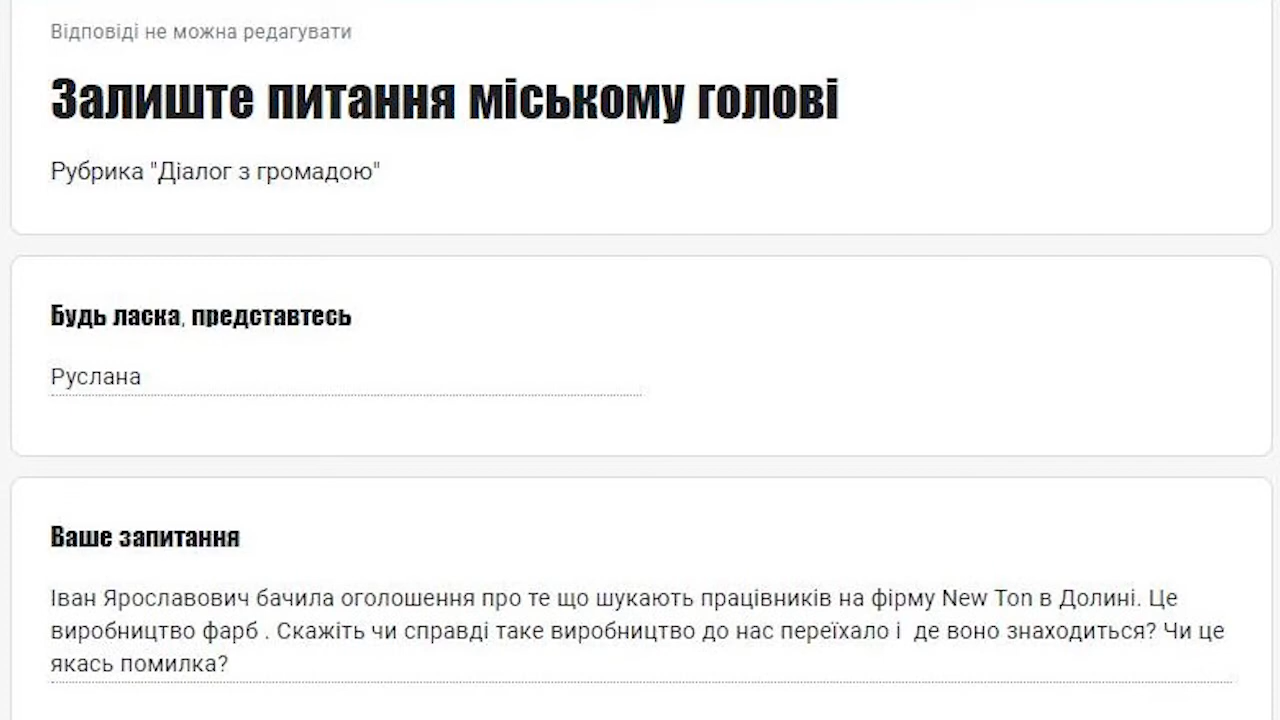 Відповіді не можна редагувати
Залиште питання міському голові
Рубрика "Діалог з громадою"
Будь ласка, представтесь
Руслана
Ваше запитання
Іван Ярославович бачила оголошення про те що шукають працівників на фірму New Ton в Долині. Це
виробництво фарб . Скажіть чи справді таке виробництво до нас переїхало і  де воно знаходиться? Чи це
якась помилка?